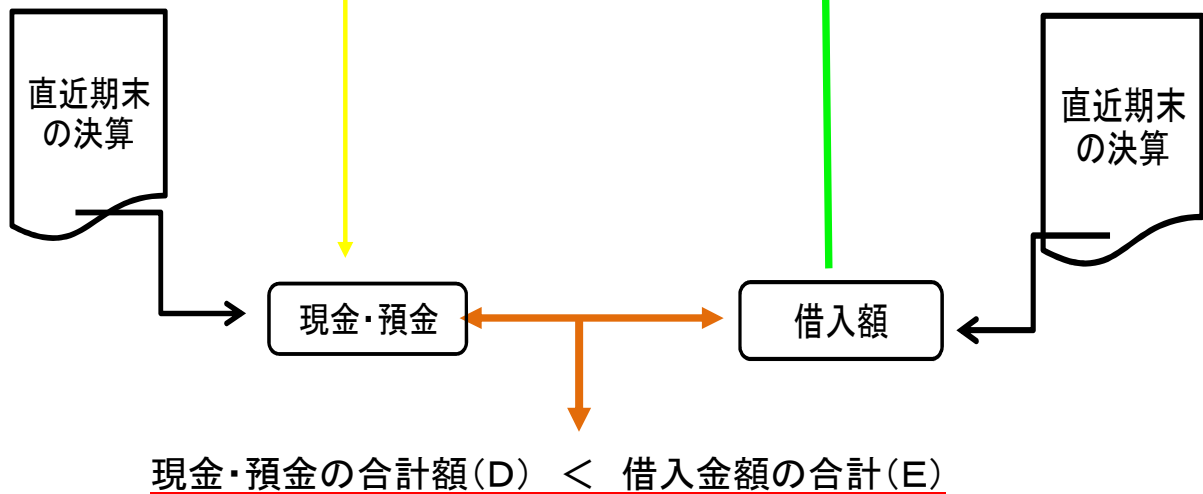 直近期末
の決算
直近期末
の決算
現金・預金
借入額
現金・預金の合計額(D) < 借入金額の合計(E)